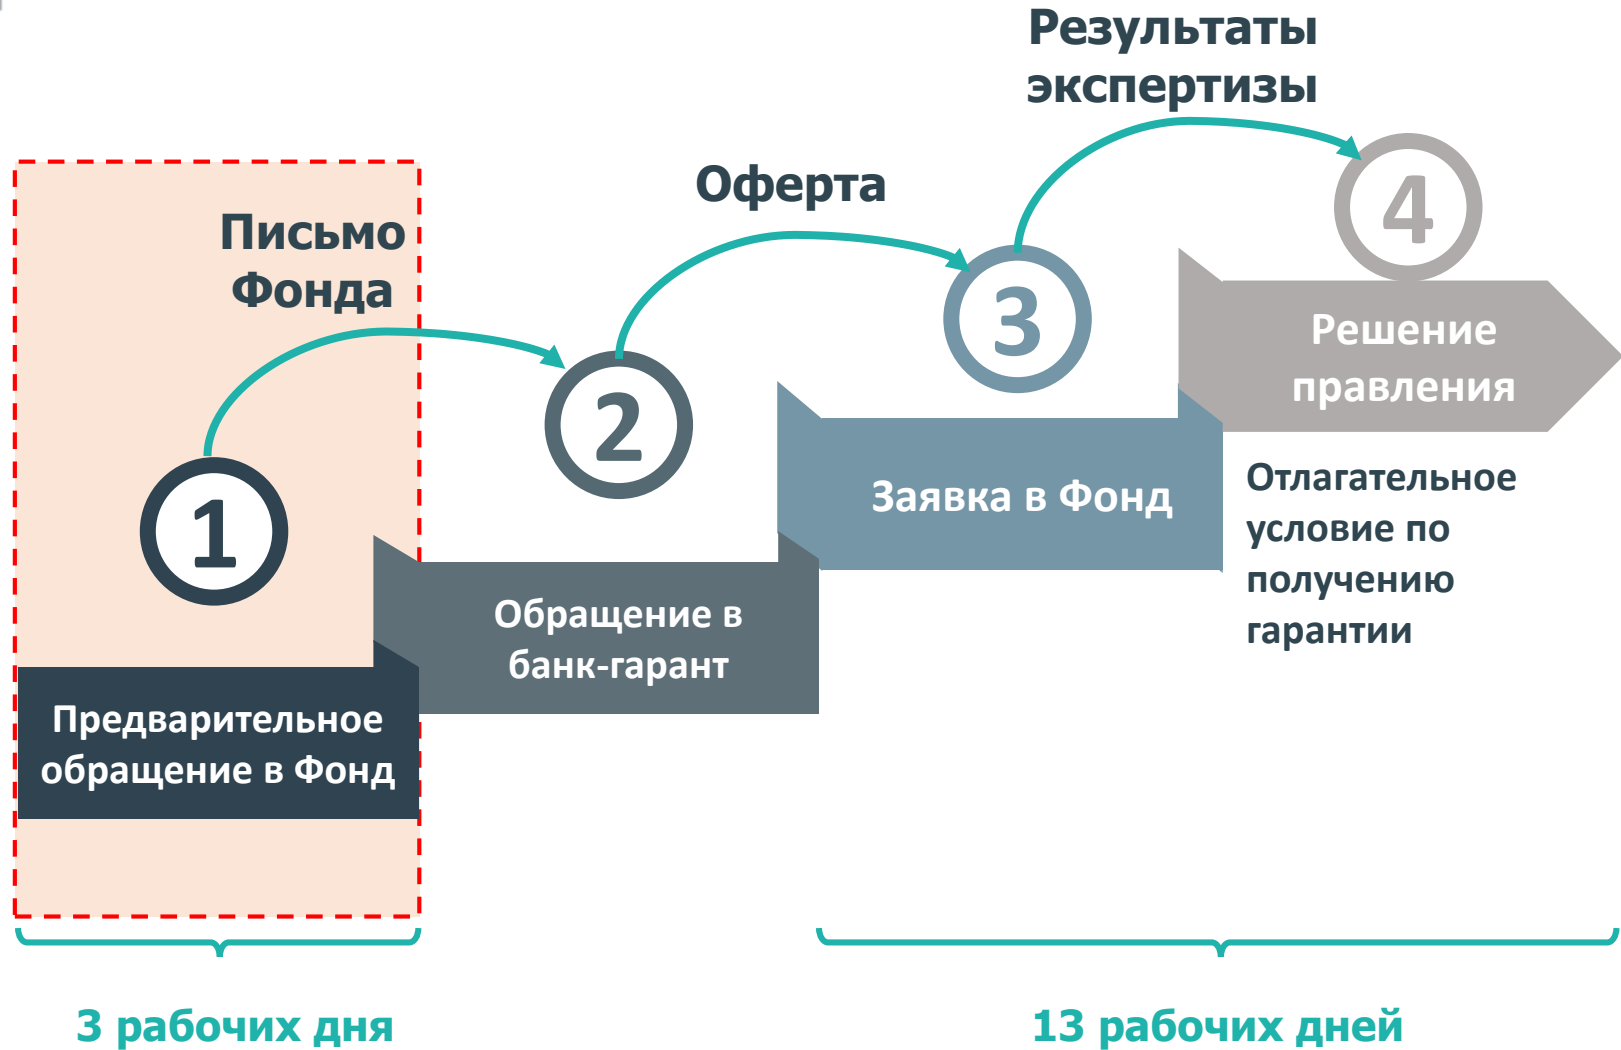 Результаты
экспертизы
4
Оферта
Письмо
Фонда
3
Решение
правления
2
Заявка в Фонд
Отлагательное
условие по
получению
гарантии
1
Обращение в
банк-гарант
Предварительное
обращение в Фонд
3 рабочих дня
13 рабочих дней